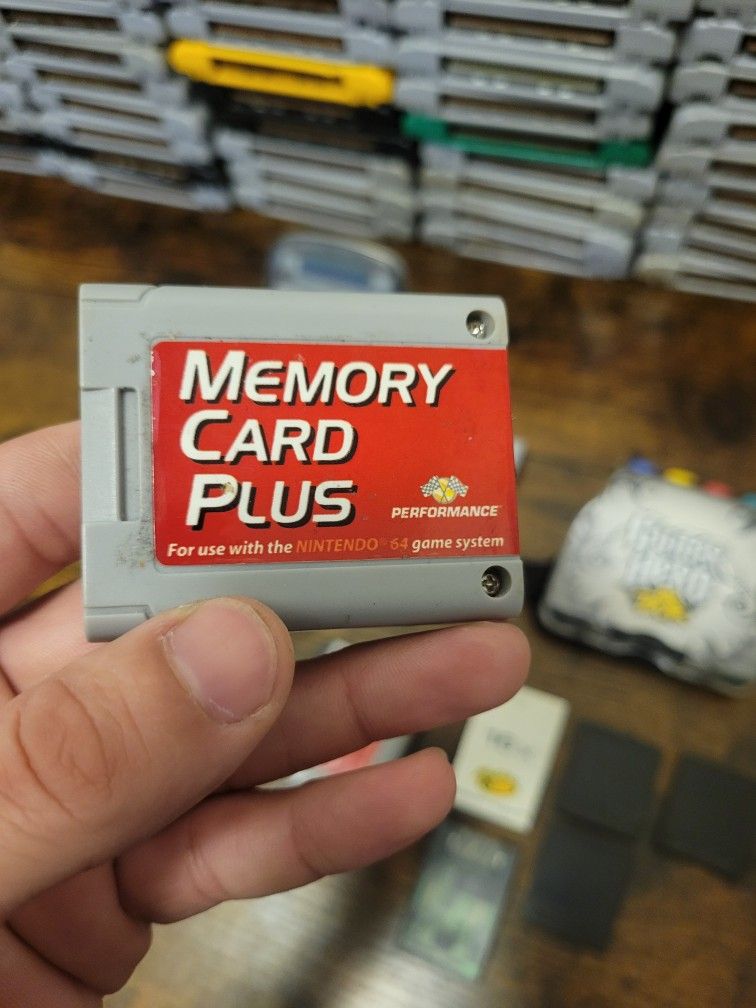 MEMORY
CARD
PLUS
PERFORMANCE
For use with the NINTENDO® 64 game system